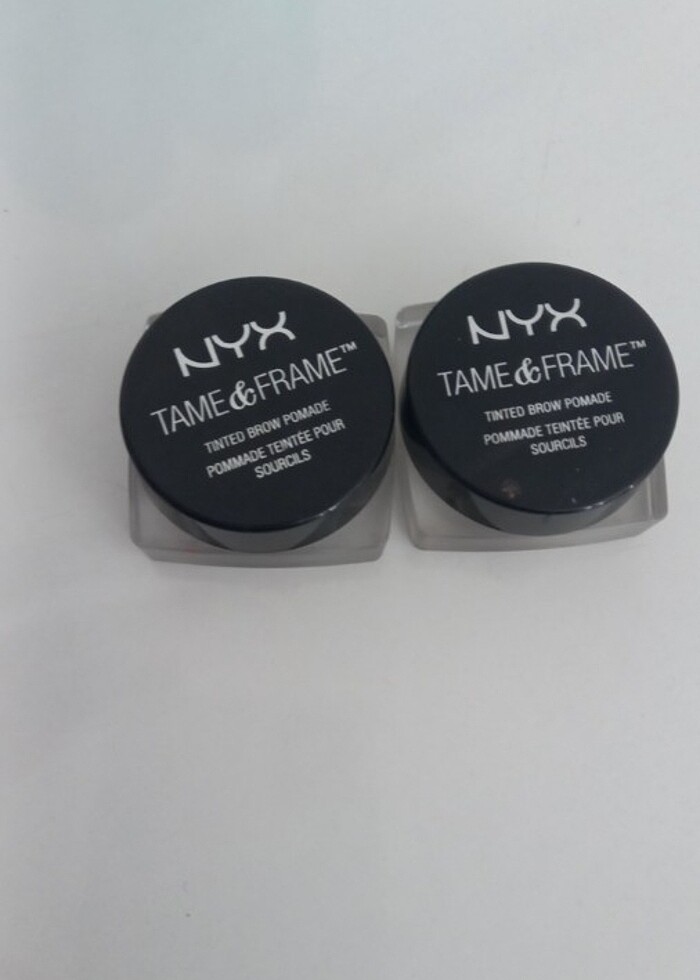 NYX
TAME&FRAME™
TINTED BROW POMADE
POMMADE TEINTÉE POUR
SOURCILS
NYX
TAME&FRAME™
TINTED BROW POMADE
POMMADE TEINTÉE POUR
SOURCILS